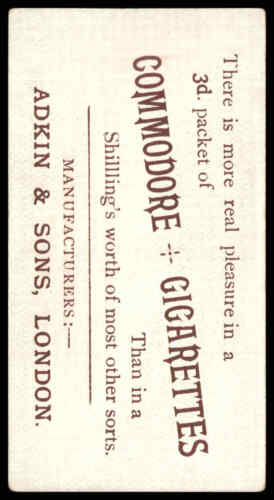 There is more real pleasure in a
3d. packet of
COMMODORE ÷ CIGARETTES
Than in a
Shilling's worth of most other sorts.
MANUFACTURERS:—
ADKIN & SONS, LONDON.